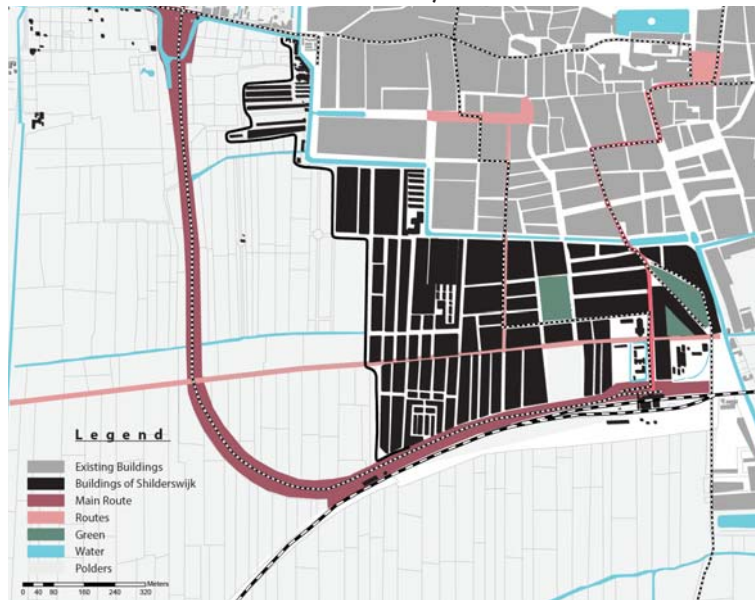 Legend
Existing Buildings
Buildings of Shilderswijk
Main Route
Routes
Green
Water
Polders
Meters
0 40 80 160 240 320